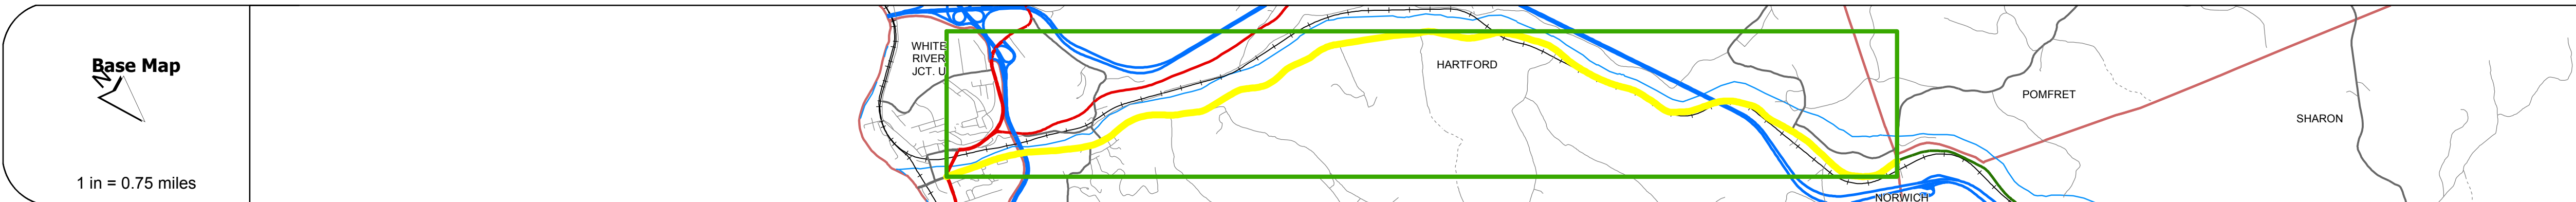 Base Map
N
1 in = 0.75 miles
WHITE
RIVER
JCT. U
HARTFORD
POMFRET
SHARON
NORWICH